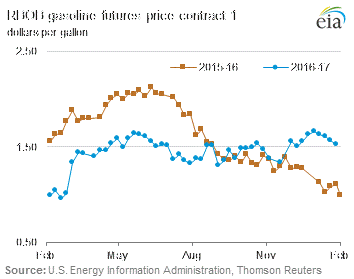 RBOB gasoline futures price contract 1
dollars per gallon
eia
2.50
2015-16
2016-17
1.50
0.50
Feb
May
Aug
Nov
Feb
Source: U.S. Energy Information Administration, Thomson Reuters